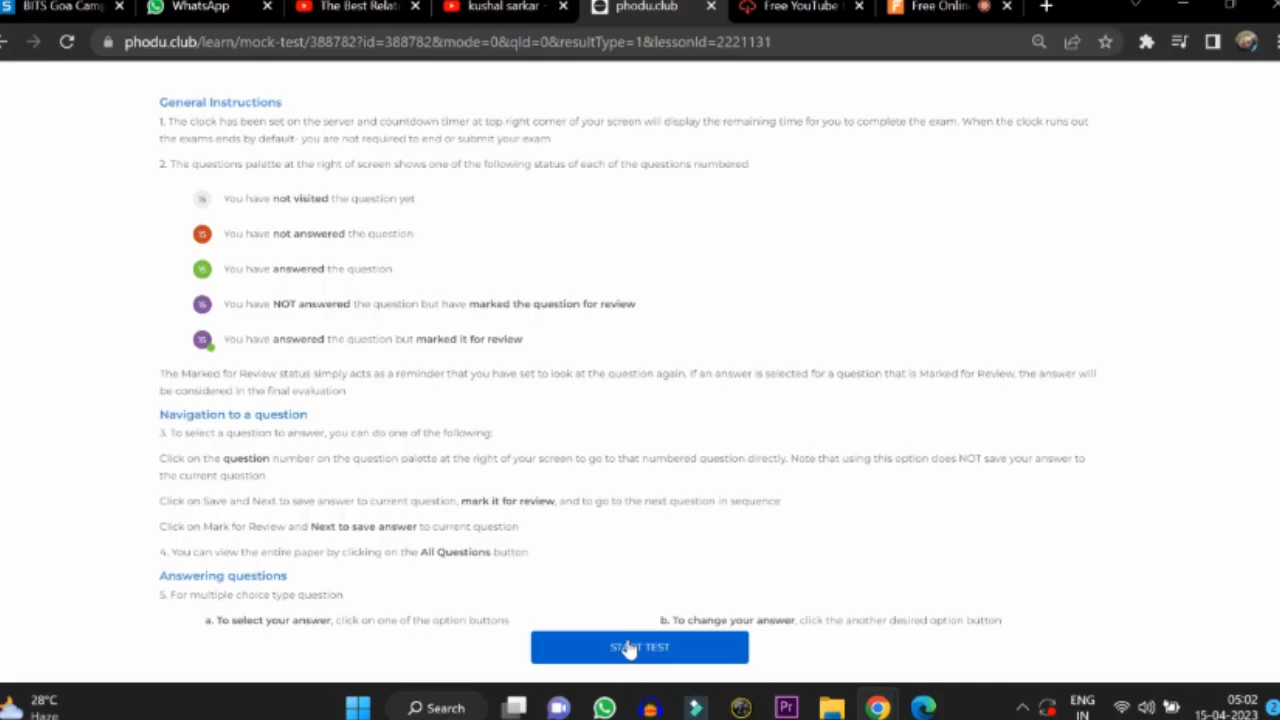 BITS Goa Cam
WhatsApp
The Best Relat
kushal sarkar -
phodu.club
Free YouTube
Free Onlin
phodu.club/learn/mock-test/388782?id=388782&mode=0&qId=0&resultType=1&lessonId=2221131
General Instructions
1. The clock has been set on the server and countdown timer at top right corner of your screen will display the remaining time for you to complete the exam. When the clock runs out
the exams ends by default- you are not required to end or submit your exam
2. The questions palette at the right of screen shows one of the following status of each of the questions numbered
15 You have not visited the question yet
15 You have not answered the question
15 You have answered the question
15 You have NOT answered the question but have marked the question for review
15 You have answered the question but marked it for review
The Marked for Review status simply acts as a reminder that you have set to look at the question again. If an answer is selected for a question that is Marked for Review, the answer will
be considered in the final evaluation
Navigation to a question
3. To select a question to answer, you can do one of the following:
Click on the question number on the question palette at the right of your screen to go to that numbered question directly. Note that using this option does NOT save your answer to
the current question
Click on Save and Next to save answer to current question, mark it for review, and to go to the next question in sequence
Click on Mark for Review and Next to save answer to current question
4. You can view the entire paper by clicking on the All Questions button
Answering questions
5. For multiple choice type question
a. To select your answer, click on one of the option buttons
b. To change your answer, click the another desired option button
START TEST
28°C
Haze
Search
Pr
ENG
IN
05:02
15-04-2023